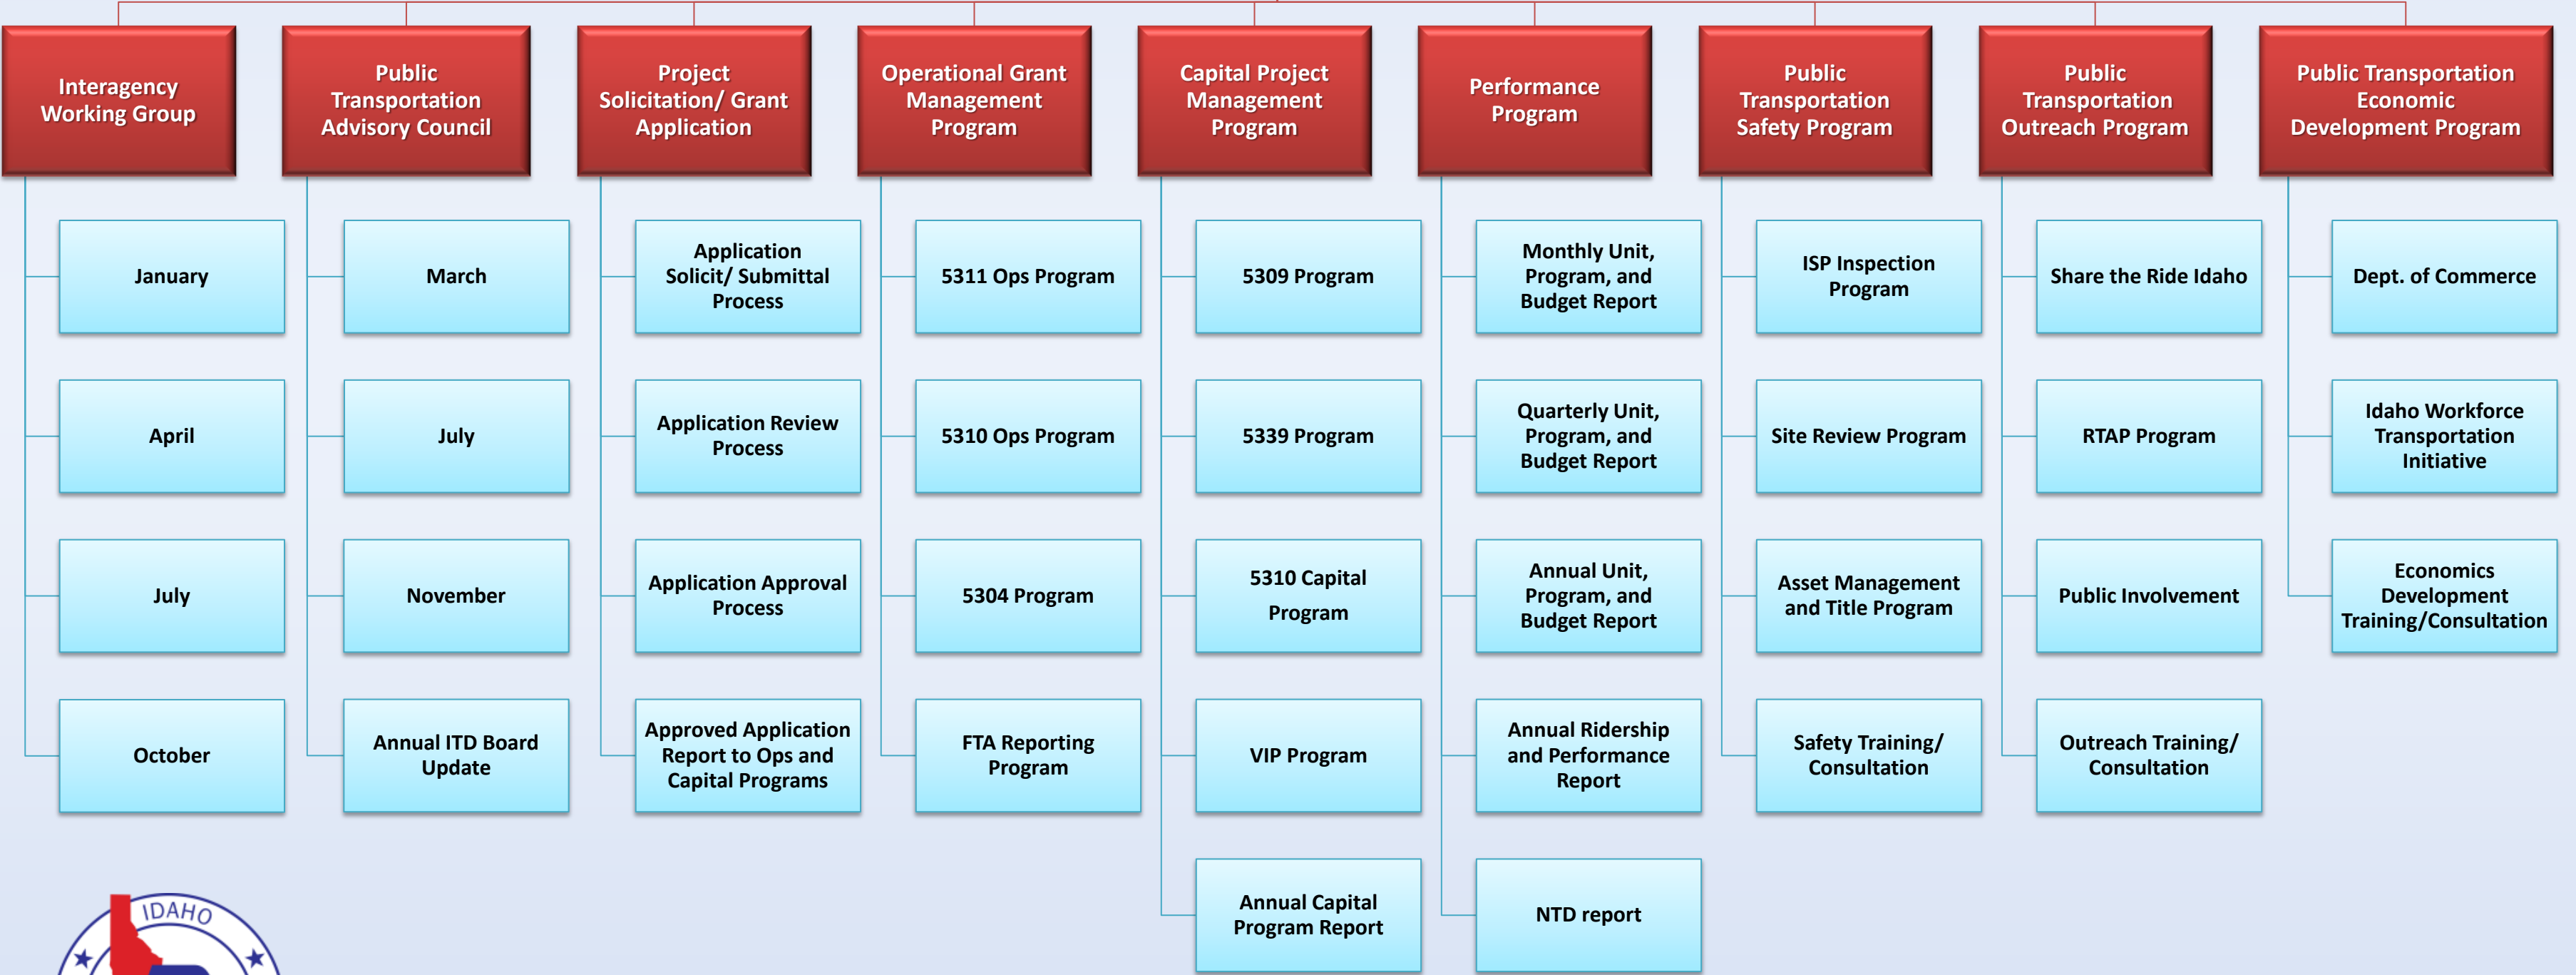 Interagency
Working Group
Public
Transportation
Advisory Council
Project
Solicitation/ Grant
Application
Operational Grant
Management
Program
Capital Project
Management
Program
Performance
Program
Public
Transportation
Safety Program
Public
Transportation
Outreach Program
Public Transportation
Economic
Development Program
January
April
July
October
March
July
November
Annual ITD Board
Update
Application
Solicit/ Submittal
Process
Application Review
Process
Application Approval
Process
Approved Application
Report to Ops and
Capital Programs
5311 Ops Program
5310 Ops Program
5304 Program
FTA Reporting
Program
5309 Program
5339 Program
5310 Capital
Program
VIP Program
Annual Capital
Program Report
Monthly Unit,
Program, and
Budget Report
Quarterly Unit,
Program, and
Budget Report
Annual Unit,
Program, and
Budget Report
Annual Ridership
and Performance
Report
NTD report
ISP Inspection
Program
Site Review Program
Asset Management
and Title Program
Safety Training/
Consultation
Share the Ride Idaho
RTAP Program
Public Involvement
Outreach Training/
Consultation
Dept. of Commerce
Idaho Workforce
Transportation
Initiative
Economics
Development
Training/Consultation
IDAHO